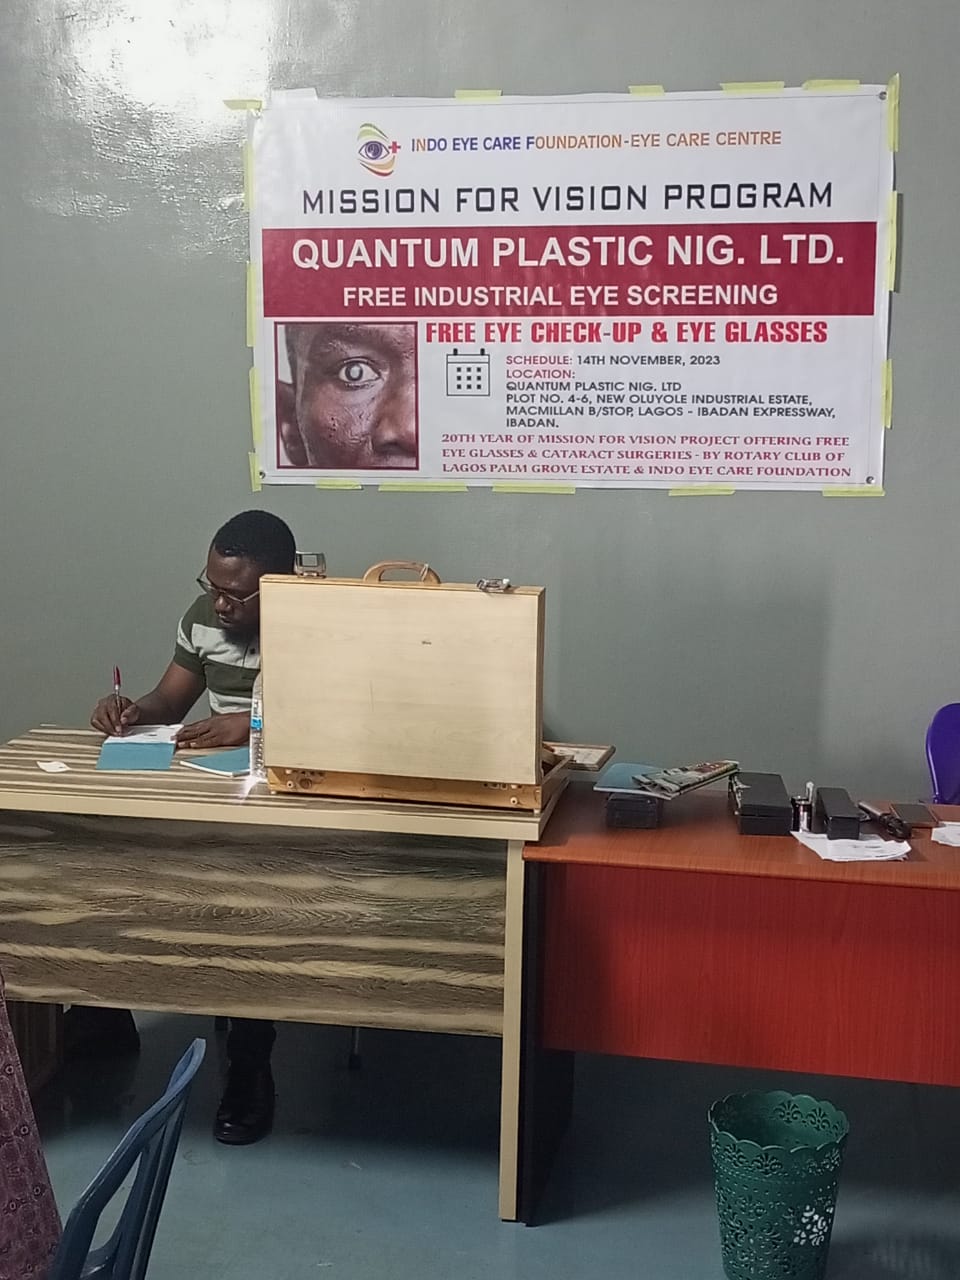 INDO EYE CARE FOUNDATION-EYE CARE CENTRE
MISSION FOR VISION PROGRAM
QUANTUM PLASTIC NIG. LTD.
FREE INDUSTRIAL EYE SCREENING
FREE EYE CHECK-UP & EYE GLASSES
SCHEDULE: 14TH NOVEMBER, 2023
LOCATION:
QUANTUM PLASTIC NIG. LTD
PLOT NO. 4-6, NEW OLUYOLE INDUSTRIAL ESTATE,
MACMILLAN B/STOP, LAGOS - IBADAN EXPRESSWAY,
IBADAN.
20TH YEAR OF MISSION FOR VISION PROJECT OFFERING FREE
EYE GLASSES & CATARACT SURGERIES - BY ROTARY CLUB OF
LAGOS PALM GROVE ESTATE & INDO EYE CARE FOUNDATION